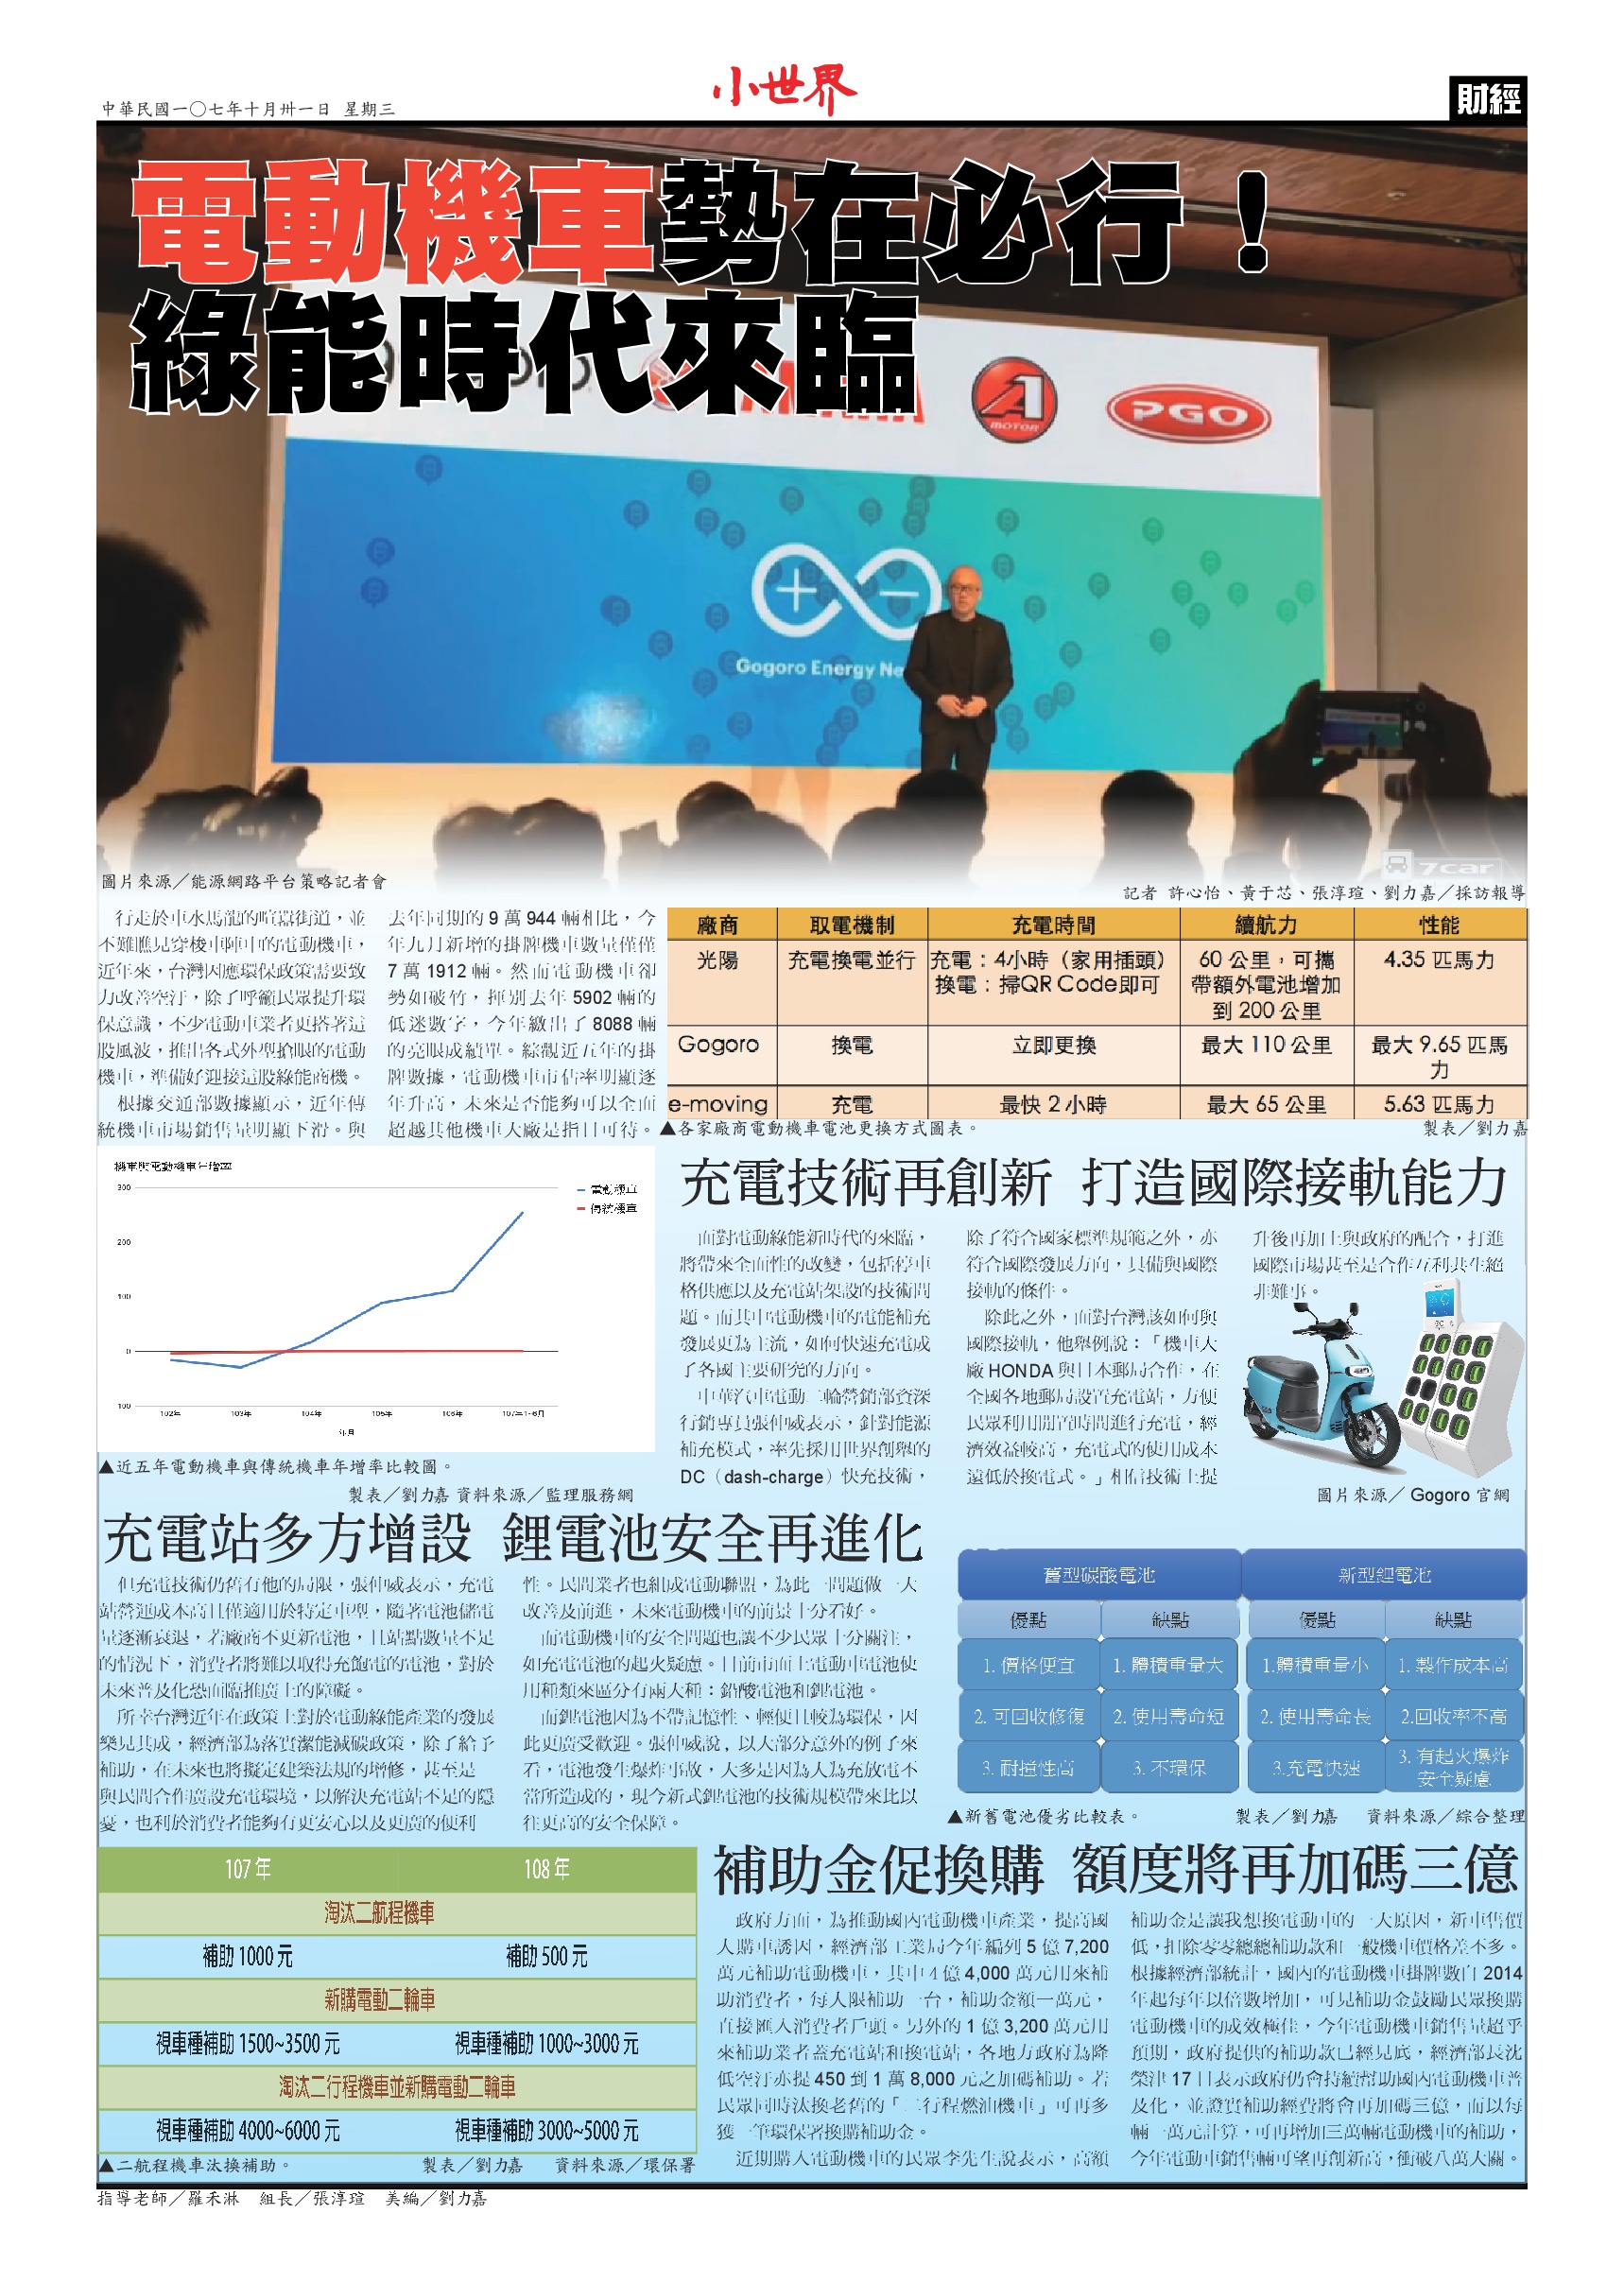 中華民國一〇七年十月卅一日 星期三
小世界
財經
電動機車勢在必行！
綠能時代來臨
A
MOTOR
PGO
Gogoro Energy Ne
7car
圖片來源／能源網路平台策略記者會
記者 許心怡、黃于芯、張淳瑄、劉力嘉／採訪報導
行走於車水馬龍的喧囂街道，並
不難瞧見穿梭車陣中的電動機車，
近年來，台灣因應環保政策需要致
力改善空汙，除了呼籲民眾提升環
保意識，不少電動車業者更搭著這
股風波，推出各式外型搶眼的電動
機車，準備好迎接這股綠能商機。
根據交通部數據顯示，近年傳
統機車市場銷售量明顯下滑。與
去年同期的 9 萬 944 輛相比，今
年九月新增的掛牌機車數量僅僅
7 萬 1912 輛。然而電動機車卻
勢如破竹，揮別去年 5902 輛的
低迷數字，今年繳出了 8088 輛
的亮眼成績單。綜觀近五年的掛
牌數據，電動機車市佔率明顯逐
年升高，未來是否能夠可以全面
超越其他機車大廠是指日可待。
廠商 取電機制 充電時間 續航力 性能
光陽 充電換電並行 充電：4小時（家用插頭） 60 公里，可攜 4.35 匹馬力
換電：掃QR Code即可 帶額外電池增加
到 200 公里
Gogoro 換電 立即更換 最大 110 公里 最大 9.65 匹馬
力
e-moving 充電 最快 2 小時 最大 65 公里 5.63 匹馬力
▲各家廠商電動機車電池更換方式圖表。 製表／劉力嘉
機車與電動機車年增率
300
200
100
0
-100
102年 103年 104年 105年 106年 107年1-6月
年月
電動機車
傳統機車
▲近五年電動機車與傳統機車年增率比較圖。
製表／劉力嘉 資料來源／監理服務網
充電技術再創新 打造國際接軌能力
面對電動綠能新時代的來臨，
將帶來全面性的改變，包括停車
格供應以及充電站架設的技術問
題。而其中電動機車的電能補充
發展更為主流，如何快速充電成
了各國主要研究的方向。
中華汽車電動二輪營銷部資深
行銷專員張仲威表示，針對能源
補充模式，率先採用世界創舉的
DC（dash-charge）快充技術，
除了符合國家標準規範之外，亦
符合國際發展方向，具備與國際
接軌的條件。
除此之外，面對台灣該如何與
國際接軌，他舉例說：「機車大
廠 HONDA 與日本郵局合作，在
全國各地郵局設置充電站，方便
民眾利用閒置時間進行充電，經
濟效益較高，充電式的使用成本
遠低於換電式。」相信技術上提
升後再加上與政府的配合，打進
國際市場甚至是合作互利共生絕
非難事。
圖片來源／ Gogoro 官網
充電站多方增設 鋰電池安全再進化
但充電技術仍舊有他的局限，張仲威表示，充電
站營運成本高且僅適用於特定車型，隨著電池儲電
量逐漸衰退，若廠商不更新電池，且站點數量不足
的情況下，消費者將難以取得充飽電的電池，對於
未來普及化恐面臨推廣上的障礙。
所幸台灣近年在政策上對於電動綠能產業的發展
樂見其成，經濟部為落實潔能減碳政策，除了給予
補助，在未來也將擬定建築法規的增修，甚至是
與民間合作廣設充電環境，以解決充電站不足的隱
憂，也利於消費者能夠有更安心以及更廣的便利
性。民間業者也組成電動聯盟，為此一問題做一大
改善及前進，未來電動機車的前景十分看好。
而電動機車的安全問題也讓不少民眾十分關注，
如充電電池的起火疑慮。目前市面上電動車電池使
用種類來區分有兩大種：鉛酸電池和鋰電池。
而鋰電池因為不帶記憶性、輕便且較為環保，因
此更廣受歡迎。張仲威說，以大部分意外的例子來
看，電池發生爆炸事故，大多是因為人為充放電不
當所造成的，現今新式鋰電池的技術規模帶來比以
往更高的安全保障。
舊型碳酸電池 新型鋰電池
優點 缺點 優點 缺點
1. 價格便宜 1. 體積重量大 1.體積重量小 1. 製作成本高
2. 可回收修復 2. 使用壽命短 2. 使用壽命長 2.回收率不高
3. 耐撞性高 3. 不環保 3.充電快速 3. 有起火爆炸
安全疑慮
▲新舊電池優劣比較表。 製表／劉力嘉 資料來源／綜合整理
107 年 108 年
淘汰二航程機車
補助 1000 元 補助 500 元
新購電動二輪車
視車種補助 1500~3500 元 視車種補助 1000~3000 元
淘汰二行程機車並新購電動二輪車
視車種補助 4000~6000 元 視車種補助 3000~5000 元
▲二航程機車汰換補助。 製表／劉力嘉 資料來源／環保署
補助金促換購 額度將再加碼三億
政府方面，為推動國內電動機車產業，提高國
人購車誘因，經濟部工業局今年編列 5 億 7,200
萬元補助電動機車，其中 4 億 4,000 萬元用來補
助消費者，每人限補助一台，補助金額一萬元，
直接匯入消費者戶頭。另外的 1 億 3,200 萬元用
來補助業者蓋充電站和換電站，各地方政府為降
低空汙亦提 450 到 1 萬 8,000 元之加碼補助。若
民眾同時汰換老舊的「二行程燃油機車」可再多
獲一筆環保署換購補助金。
近期購入電動機車的民眾李先生說表示，高額
補助金是讓我想換電動車的一大原因，新車售價
低，扣除零零總總補助款和一般機車價格差不多。
根據經濟部統計，國內的電動機車掛牌數自 2014
年起每年以倍數增加，可見補助金鼓勵民眾換購
電動機車的成效極佳，今年電動機車銷售量超乎
預期，政府提供的補助款已經見底，經濟部長沈
榮津 17 日表示政府仍會持續幫助國內電動機車普
及化，並證實補助經費將會再加碼三億，而以每
輛一萬元計算，可再增加三萬輛電動機車的補助，
今年電動車銷售輛可望再創新高，衝破八萬大關。
指導老師／羅禾淋 組長／張淳瑄 美編／劉力嘉